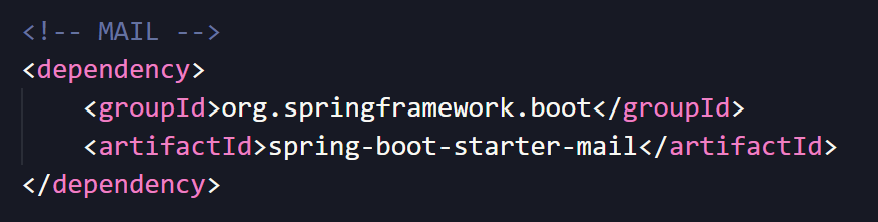 <!-- MAIL -->
<dependency>
    <groupId>org.springframework.boot</groupId>
    <artifactId>spring-boot-starter-mail</artifactId>
</dependency>